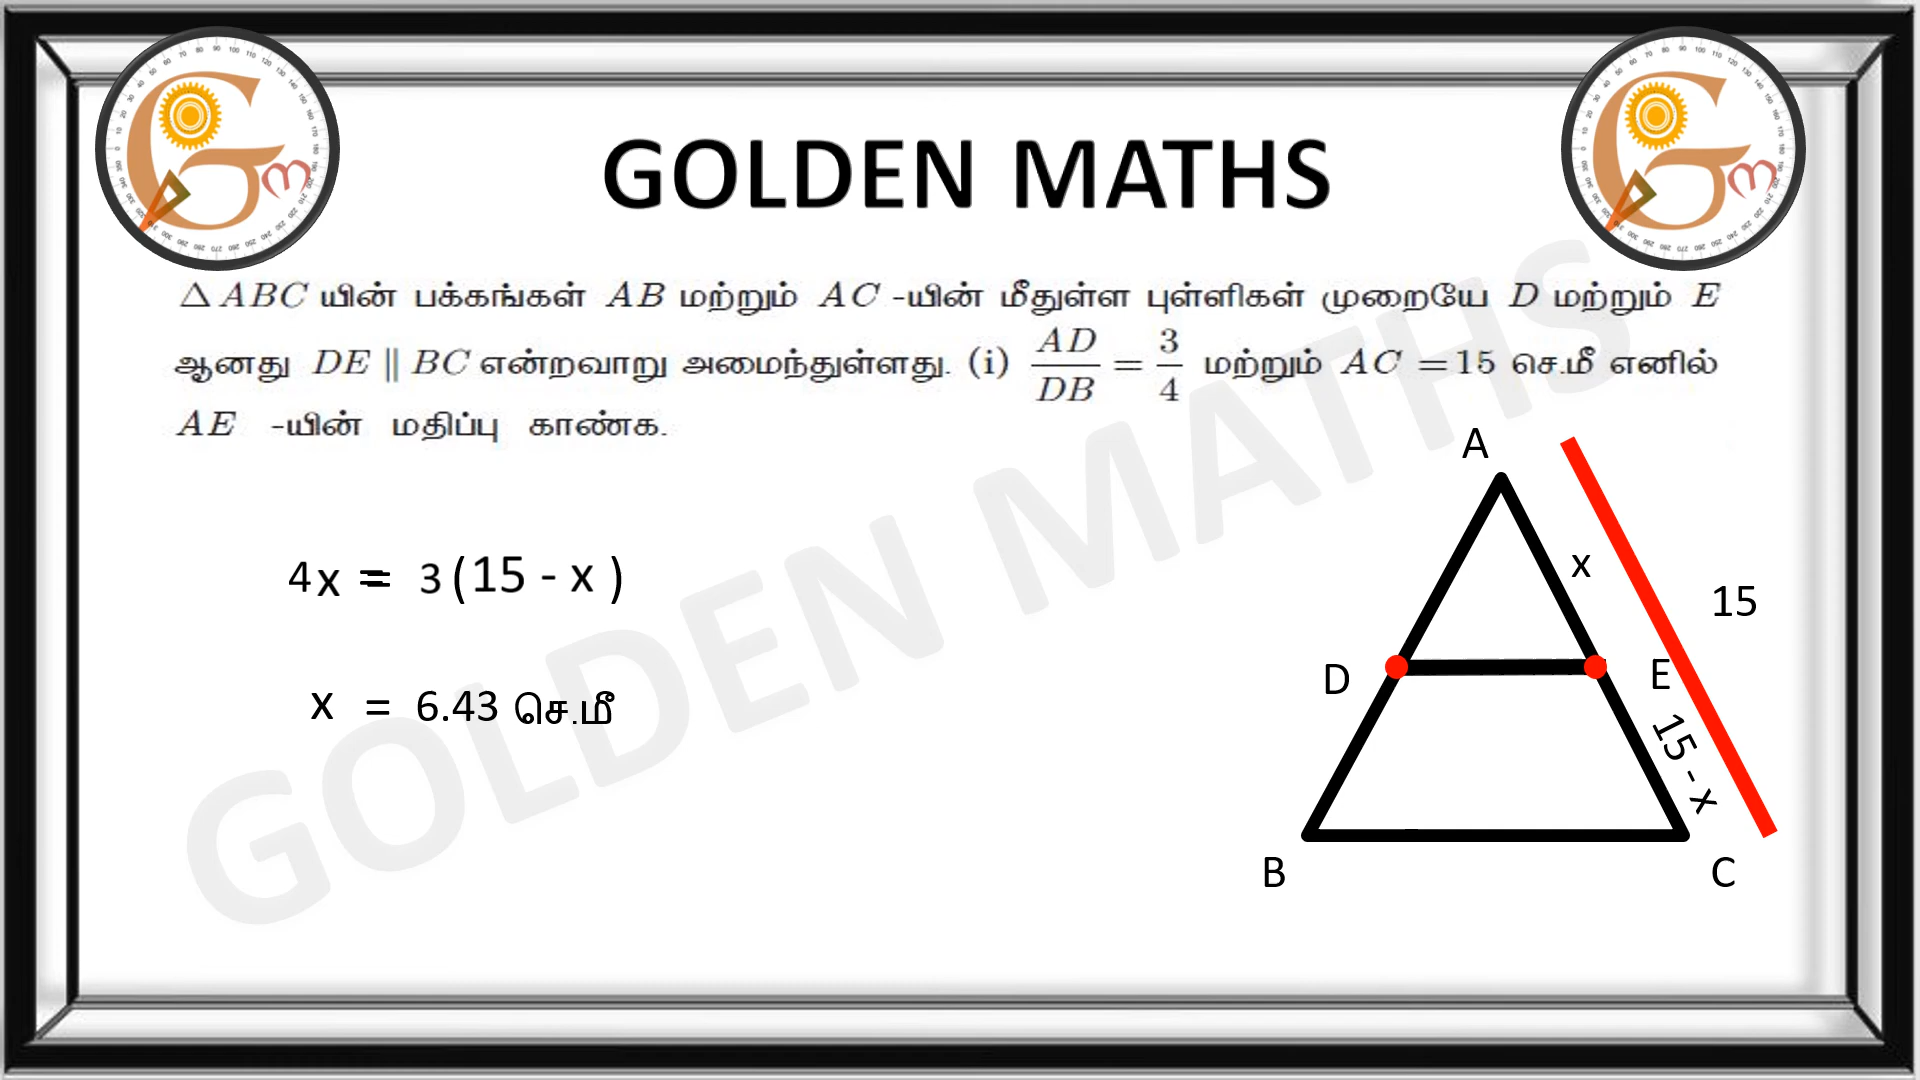 GOLDEN MATHS
△ ABC யின் பக்கங்கள் AB மற்றும் AC -யின் மீதுள்ள புள்ளிகள் முறையே D மற்றும் E
ஆனது DE || BC என்றவாறு அமைந்துள்ளது. (i) AD/DB = 3/4 மற்றும் AC = 15 செ.மீ எனில்
AE -யின் மதிப்பு காண்க.
A
4x = 3 (15 - x )
x
15
D
E
x = 6.43 செ.மீ
15 - x
B
C
GOLDEN MATHS